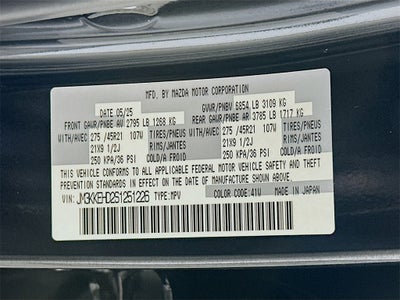 MFD. BY MAZDA MOTOR CORPORATION
DATE 05/25 GVWR/PNBV 6854 LB 3109 KG
FRONT GAWR/PNBE AV 2795 LB 1268 KG REAR GAWR/PNBE AR 3785 LB 1717 KG
WITH/AVEC 275 /45R21 107W TIRES/PNEUS WITH/AVEC 275 /45R21 107W TIRES/PNEUS
21X9 1/2J RIMS/JANTES 21X9 1/2J RIMS/JANTES
250 KPA/36 PSI COLD/A FROID 250 KPA/36 PSI COLD/A FROID
THIS VEHICLE CONFORMS TO ALL APPLICABLE FEDERAL MOTOR VEHICLE SAFETY AND THEFT
PREVENTION STANDARDS IN EFFECT ON THE DATE OF MANUFACTURE SHOWN ABOVE.
VIN: JM3KKEHD2S1251226 TYPE: MPV COLOR CODE: 41U MADE IN JAPAN